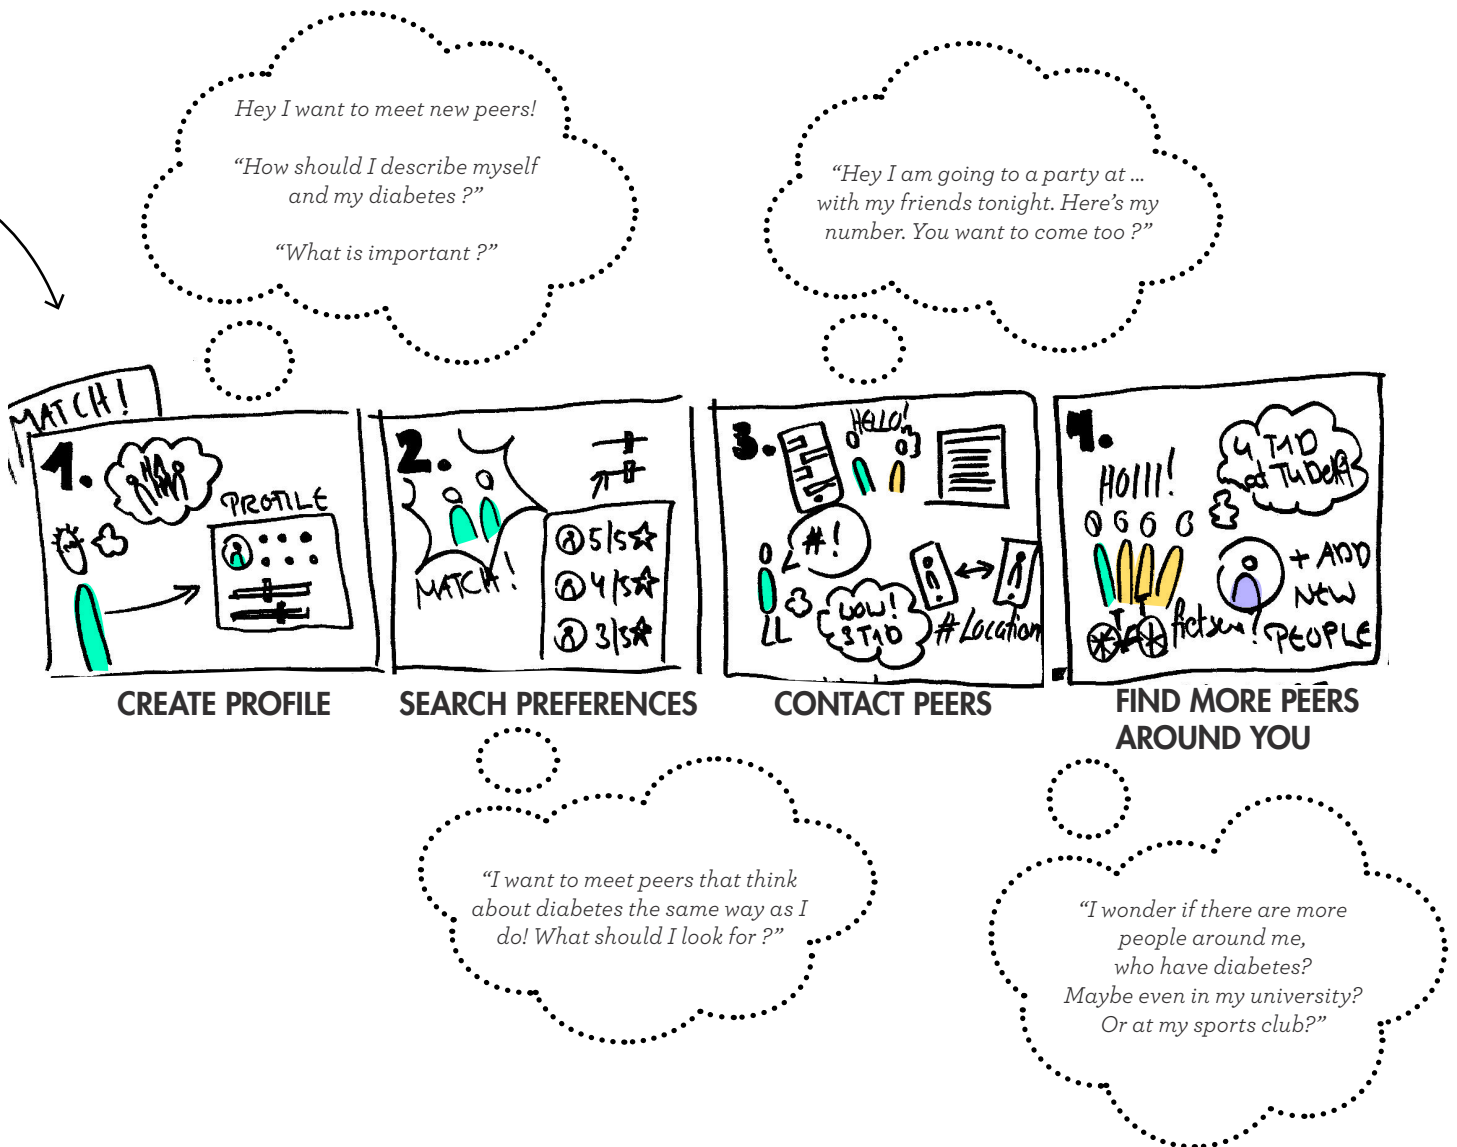 Hey I want to meet new peers!
“How should I describe myself
and my diabetes ?”
“What is important ?”
“Hey I am going to a party at ...
with my friends tonight. Here’s my
number. You want to come too ?”
MATCH!
1.
PROFILE
CREATE PROFILE
2.
MATCH!
5/5
4/5
3/5
SEARCH PREFERENCES
3.
HELLO!
#!
WOW!
3 T1D
# Location
CONTACT PEERS
4.
HOIII!
4 T1D
TU Delft
+ ADD
NEW
PEOPLE
FIND MORE PEERS
AROUND YOU
“I want to meet peers that think
about diabetes the same way as I
do! What should I look for ?”
“I wonder if there are more
people around me,
who have diabetes?
Maybe even in my university?
Or at my sports club?”